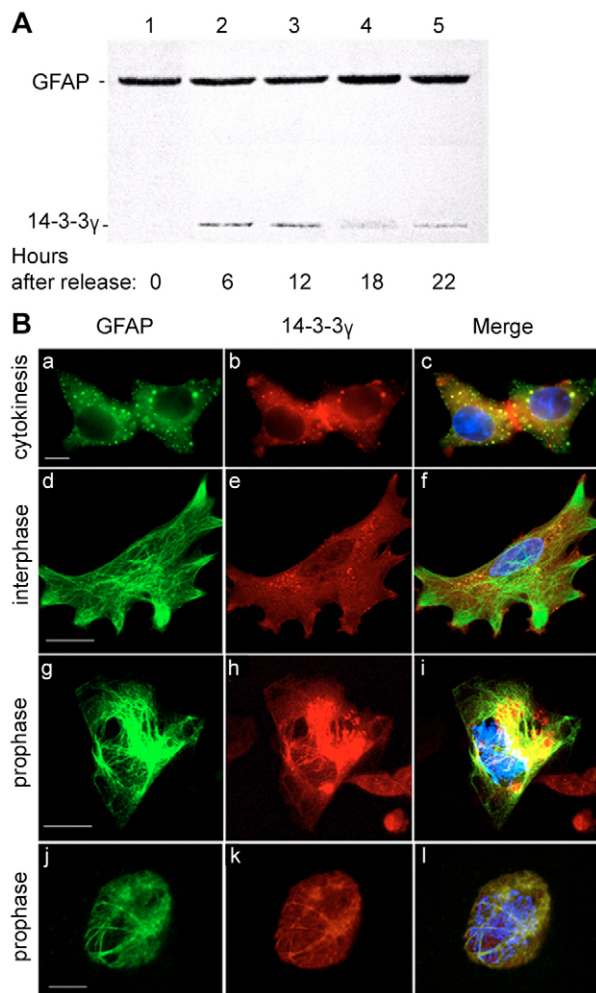 A
1 2 3 4 5
GFAP -
14-3-3γ-
Hours
after release: 0 6 12 18 22
B
GFAP 14-3-3γ Merge
cytokinesis
a b c
interphase
d e f
prophase
g h i
prophase
j k l